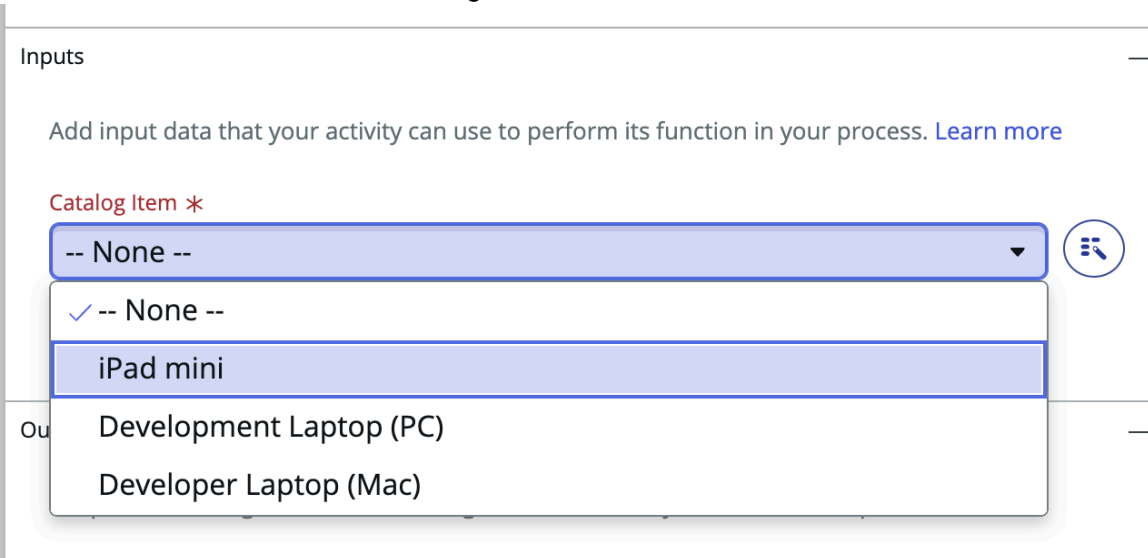 Inputs
Add input data that your activity can use to perform its function in your process. Learn more
Catalog Item *
-- None --
-- None --
iPad mini
Development Laptop (PC)
Developer Laptop (Mac)